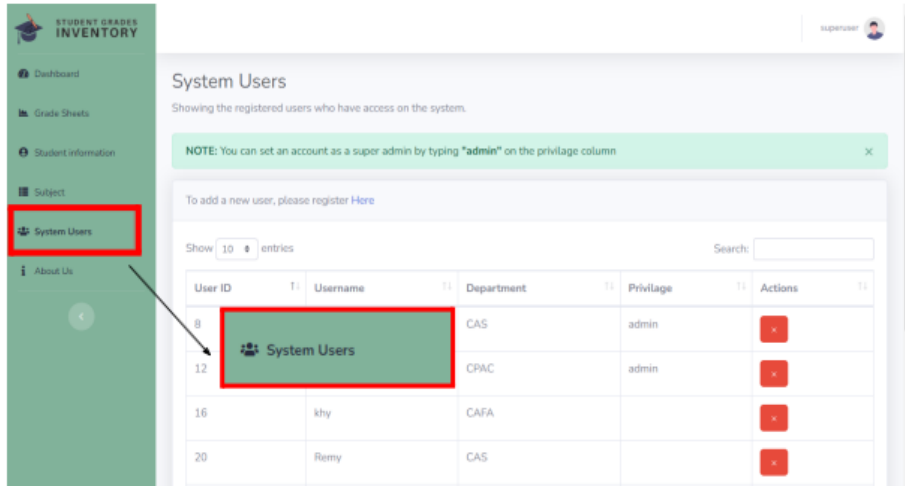 STUDENT GRADES
INVENTORY
superuser
Dashboard
Grade Sheets
Student information
Subject
System Users
About Us
System Users
Showing the registered users who have access on the system.
NOTE: You can set an account as a super admin by typing "admin" on the privilage column
×
To add a new user, please register Here
Show 10 entries
Search:
User ID Username Department Privilage Actions
8 CAS admin ×
System Users
12 CPAC admin ×
16 khy CAFA ×
20 Remy CAS ×